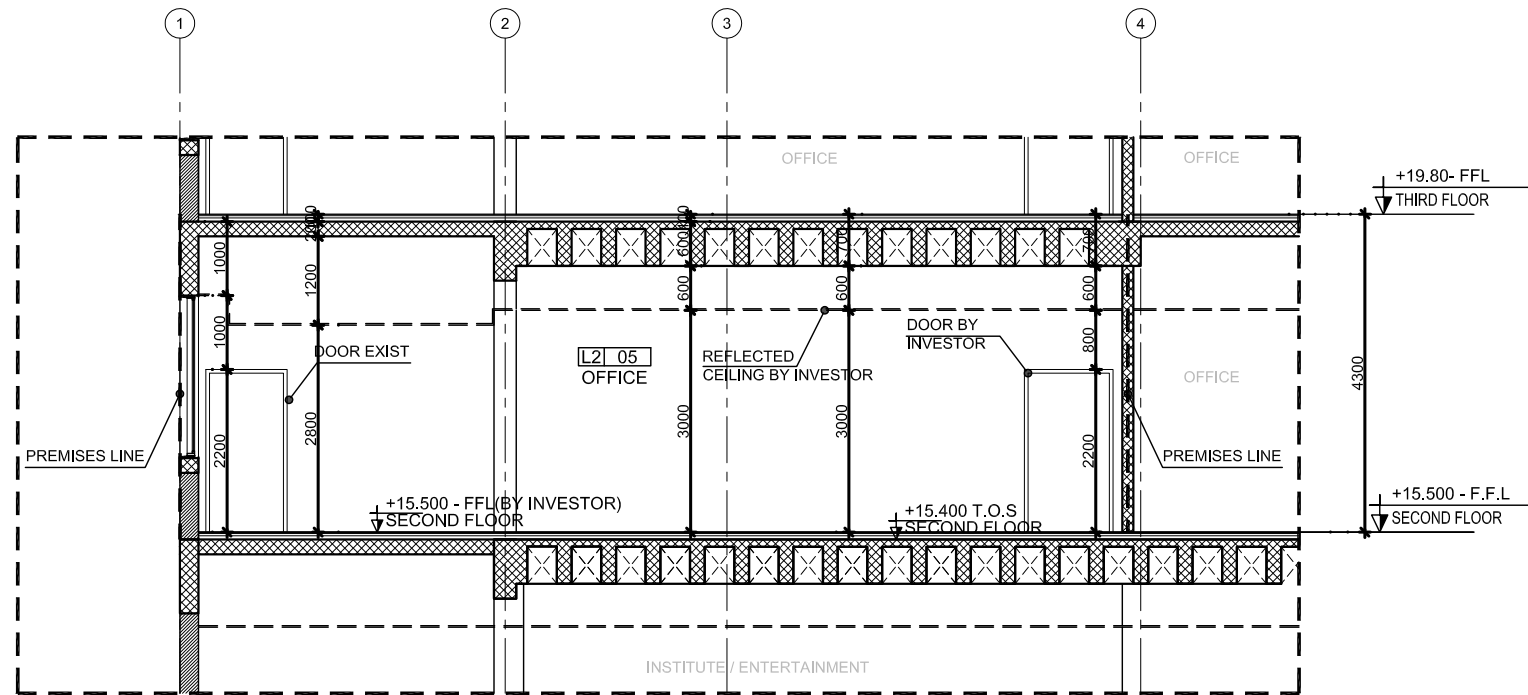 1
2
3
4
OFFICE
OFFICE
+19.80- FFL
THIRD FLOOR
1000
1200
600
700
700
600
600
600
1000
DOOR EXIST
L2 05
OFFICE
REFLECTED
CEILING BY INVESTOR
DOOR BY
INVESTOR
800
OFFICE
4300
2200
2800
3000
3000
2200
PREMISES LINE
PREMISES LINE
+15.500 - FFL(BY INVESTOR)
SECOND FLOOR
+15.400 T.O.S
SECOND FLOOR
+15.500 - F.F.L
SECOND FLOOR
INSTITUTE / ENTERTAINMENT